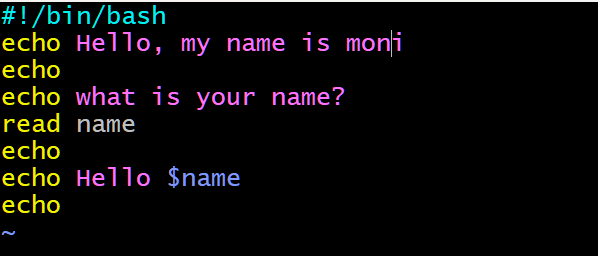 #!/bin/bash
echo Hello, my name is moni
echo
echo what is your name?
read name
echo
echo Hello $name
echo
~